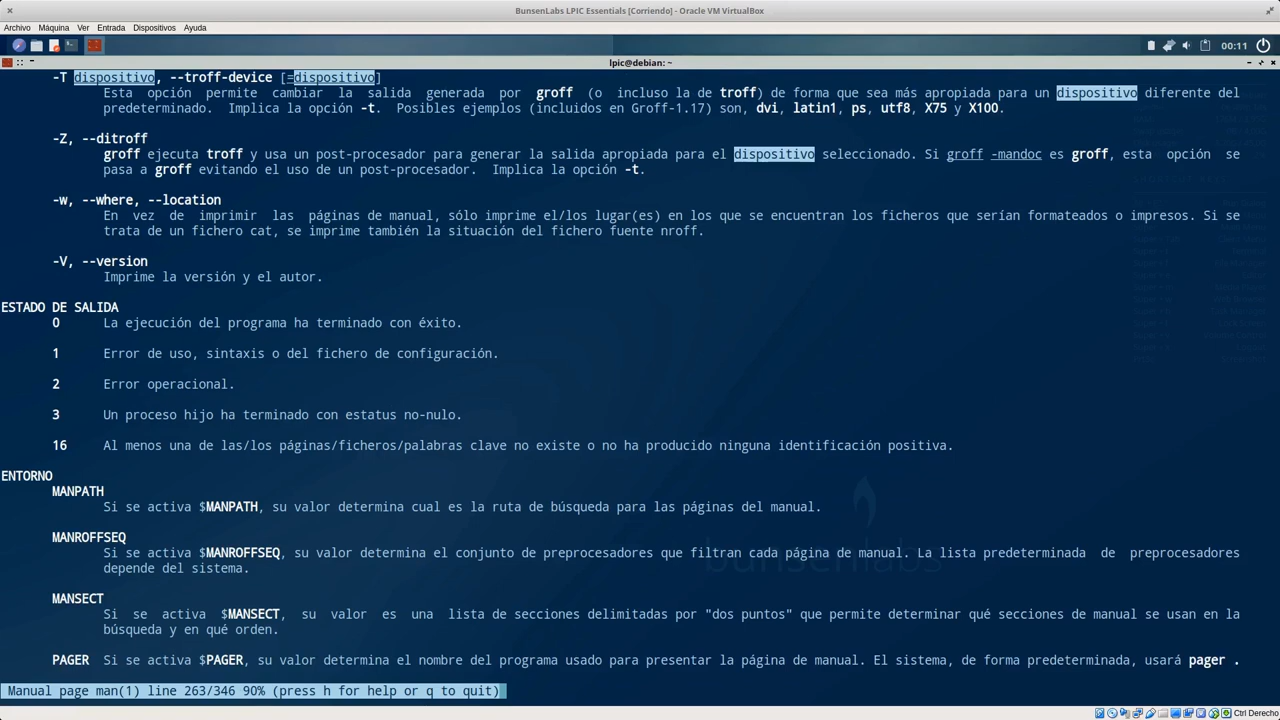 BunsenLabs LPIC Essentials [Corriendo] - Oracle VM VirtualBox
Archivo Máquina Ver Entrada Dispositivos Ayuda
00:11
lpic@debian: ~
-T dispositivo, --troff-device [=dispositivo]
Esta opción permite cambiar la salida generada por groff (o incluso la de troff) de forma que sea más apropiada para un dispositivo diferente del
predeterminado. Implica la opción -t. Posibles ejemplos (incluidos en Groff-1.17) son, dvi, latin1, ps, utf8, X75 y X100.
-Z, --ditroff
groff ejecuta troff y usa un post-procesador para generar la salida apropiada para el dispositivo seleccionado. Si groff -mandoc es groff, esta opción se
pasa a groff evitando el uso de un post-procesador. Implica la opción -t.
-w, --where, --location
En vez de imprimir las páginas de manual, sólo imprime el/los lugar(es) en los que se encuentran los ficheros que serían formateados o impresos. Si se
trata de un fichero cat, se imprime también la situación del fichero fuente nroff.
-V, --version
Imprime la versión y el autor.
ESTADO DE SALIDA
0 La ejecución del programa ha terminado con éxito.
1 Error de uso, sintaxis o del fichero de configuración.
2 Error operacional.
3 Un proceso hijo ha terminado con estatus no-nulo.
16 Al menos una de las/los páginas/ficheros/palabras clave no existe o no ha producido ninguna identificación positiva.
ENTORNO
MANPATH
Si se activa $MANPATH, su valor determina cual es la ruta de búsqueda para las páginas del manual.
MANROFFSEQ
Si se activa $MANROFFSEQ, su valor determina el conjunto de preprocesadores que filtran cada página de manual. La lista predeterminada de preprocesadores
depende del sistema.
bunsenlabs
MANSECT
Si se activa $MANSECT, su valor es una lista de secciones delimitadas por "dos puntos" que permite determinar qué secciones de manual se usan en la
búsqueda y en qué orden.
PAGER Si se activa $PAGER, su valor determina el nombre del programa usado para presentar la página de manual. El sistema, de forma predeterminada, usará pager .
Manual page man(1) line 263/346 90% (press h for help or q to quit)
Ctrl Derecho